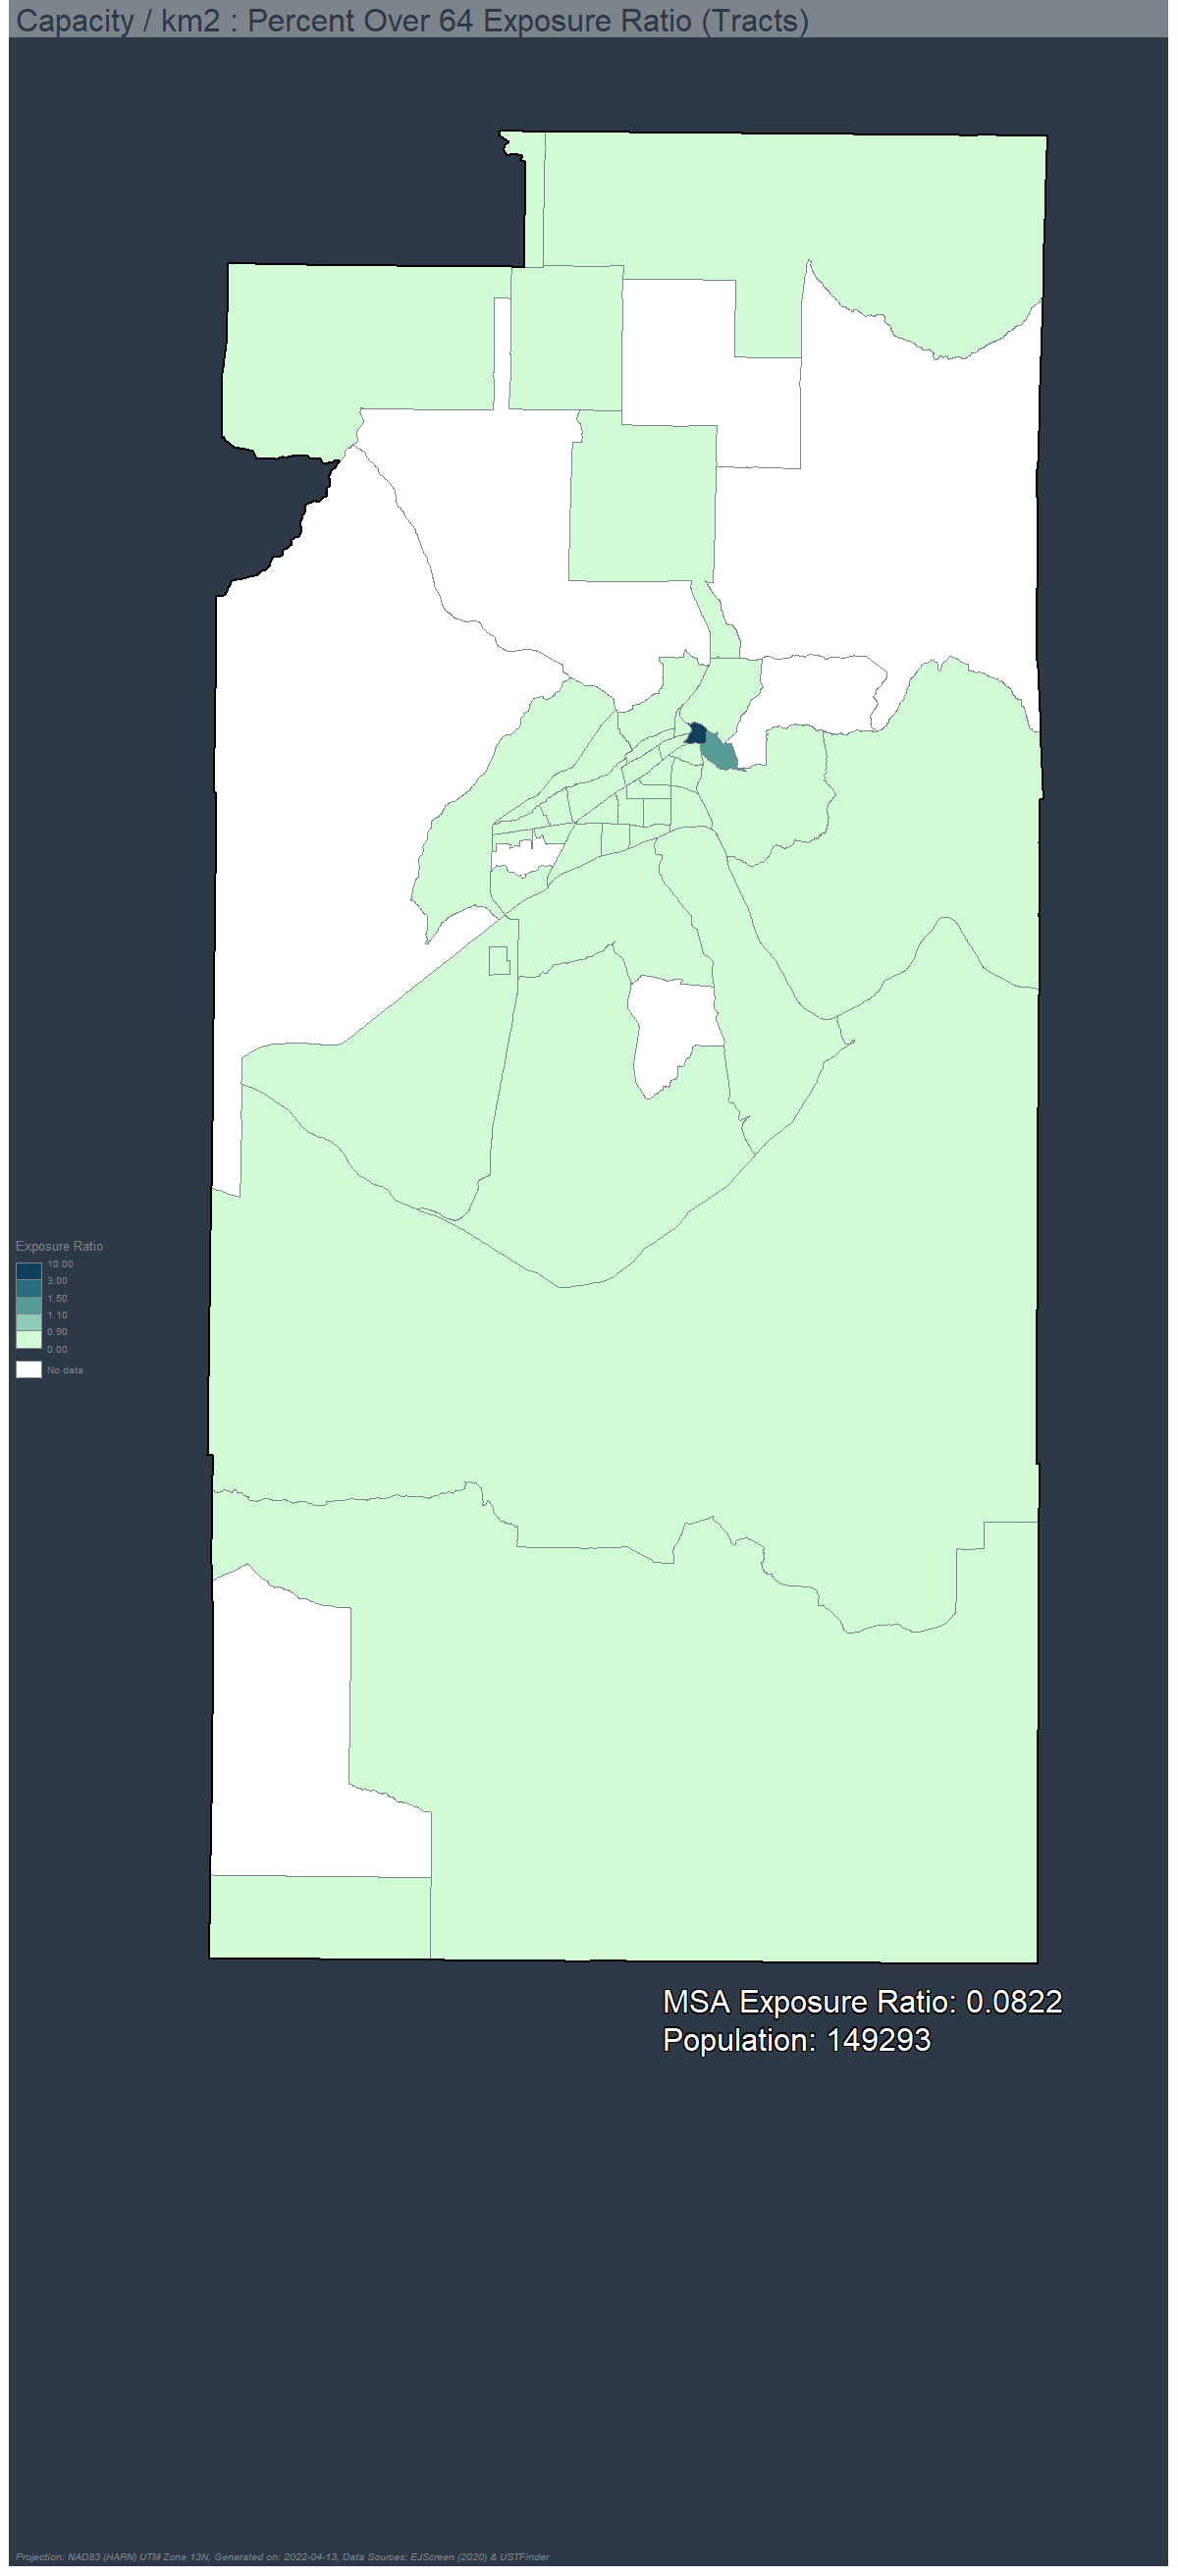 Capacity / km2 : Percent Over 64 Exposure Ratio (Tracts)
Exposure Ratio
10.00
3.00
1.50
1.10
0.90
0.00
No data
MSA Exposure Ratio: 0.0822
Population: 149293
Projection: NAD83 (HARN) UTM Zone 13N, Generated on: 2022-04-13, Data Sources: EJScreen (2020) & USTFinder